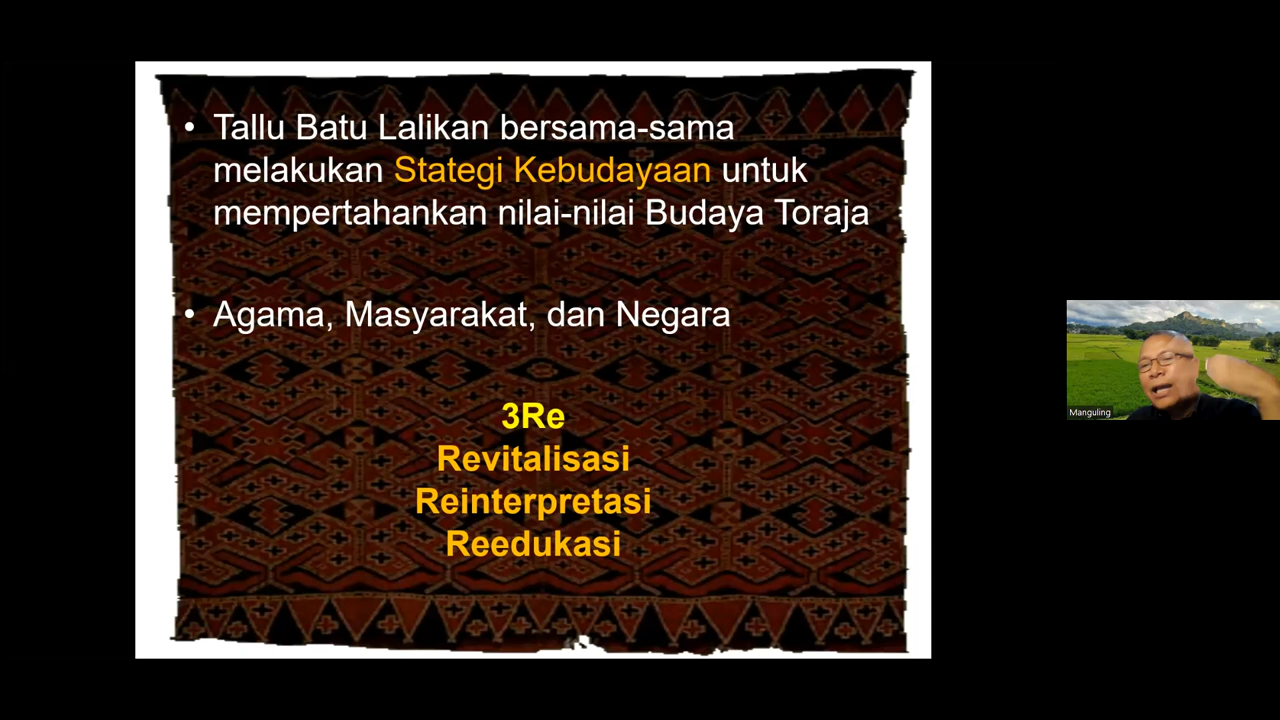 • Tallu Batu Lalikan bersama-sama
melakukan Stategi Kebudayaan untuk
mempertahankan nilai-nilai Budaya Toraja
• Agama, Masyarakat, dan Negara
3Re
Revitalisasi
Reinterpretasi
Reedukasi
Manguling